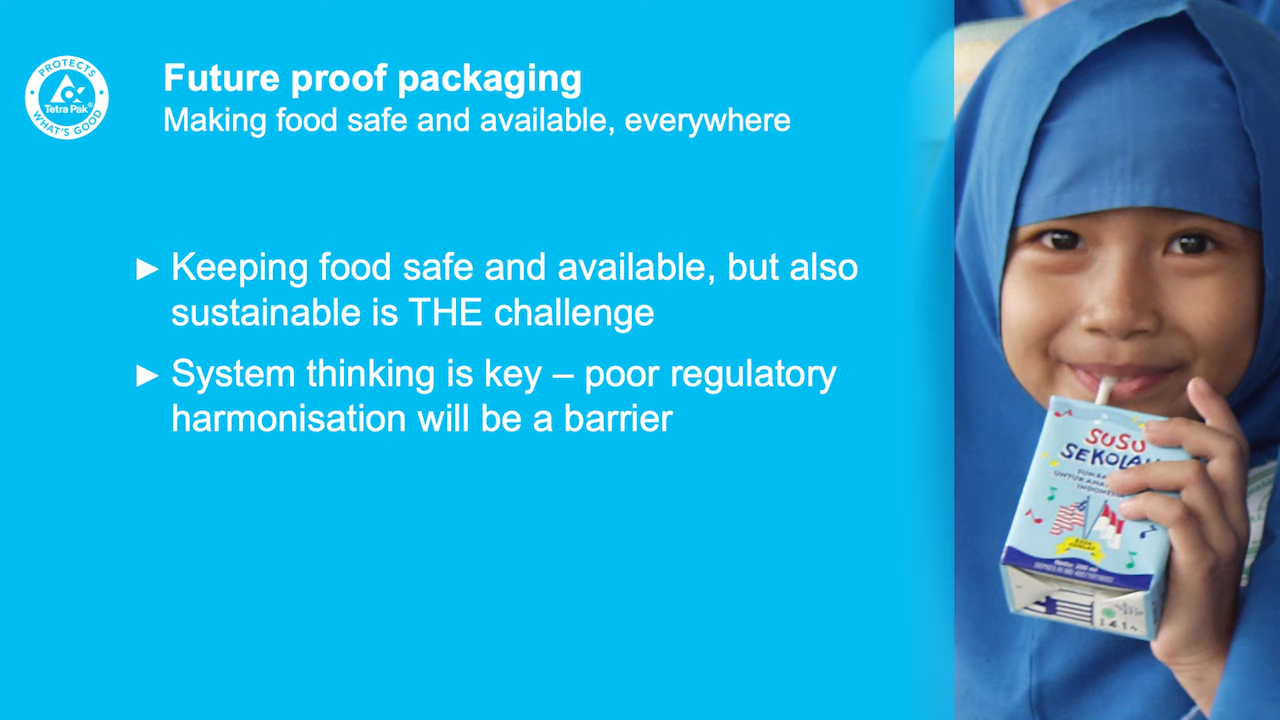 PROTECTS
Tetra Pak®
WHAT'S GOOD
Future proof packaging
Making food safe and available, everywhere
► Keeping food safe and available, but also
sustainable is THE challenge
► System thinking is key – poor regulatory
harmonisation will be a barrier
SUSU